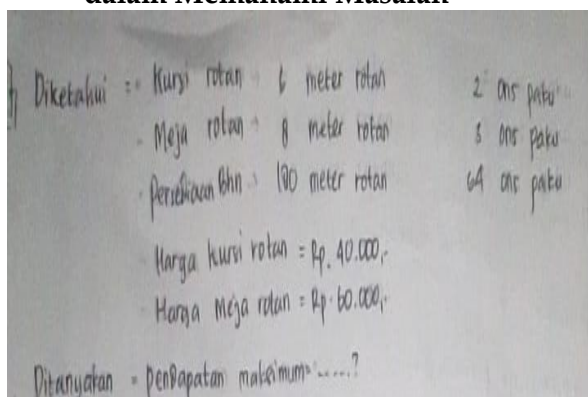 dalam Memahami Masalah
Diketahui = Kursi rotan = 6 meter rotan 2 ons paku
Meja rotan = 8 meter rotan 3 ons paku
Persediaan Bhn = 180 meter rotan 64 ons paku
Harga kursi rotan = Rp. 40.000,-
Harga Meja rotan = Rp. 60.000,-
Ditanyakan = pendapatan maksimum = .....?